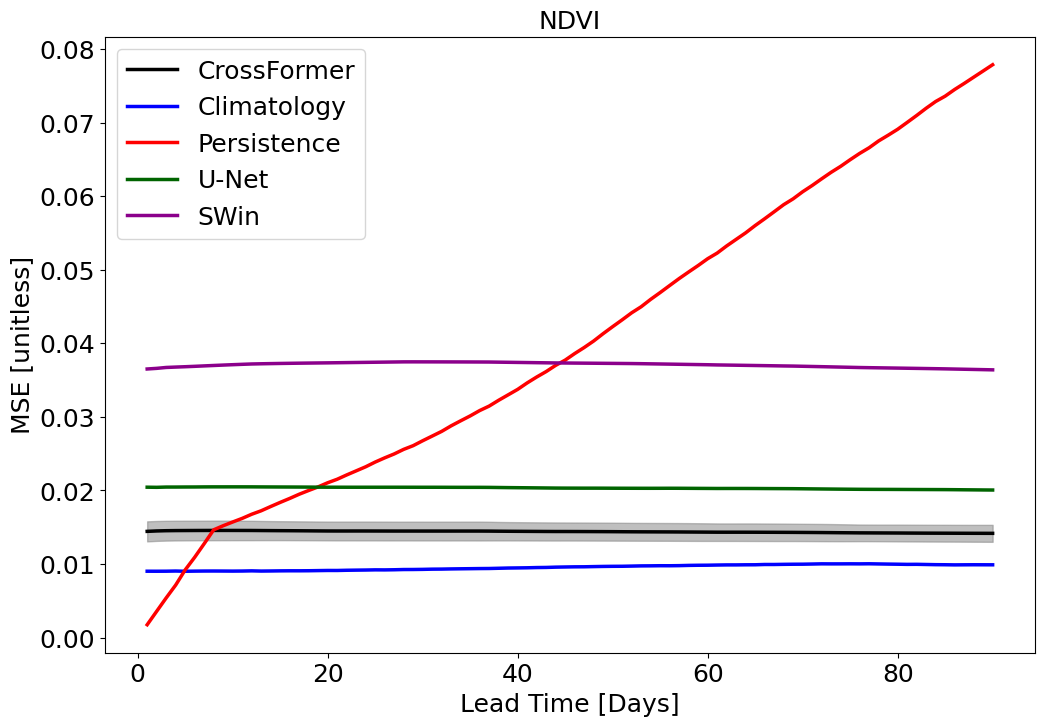 NDVI
CrossFormer
Climatology
Persistence
U-Net
SWin
MSE [unitless]
0.08
0.07
0.06
0.05
0.04
0.03
0.02
0.01
0.00
0 20 40 60 80
Lead Time [Days]